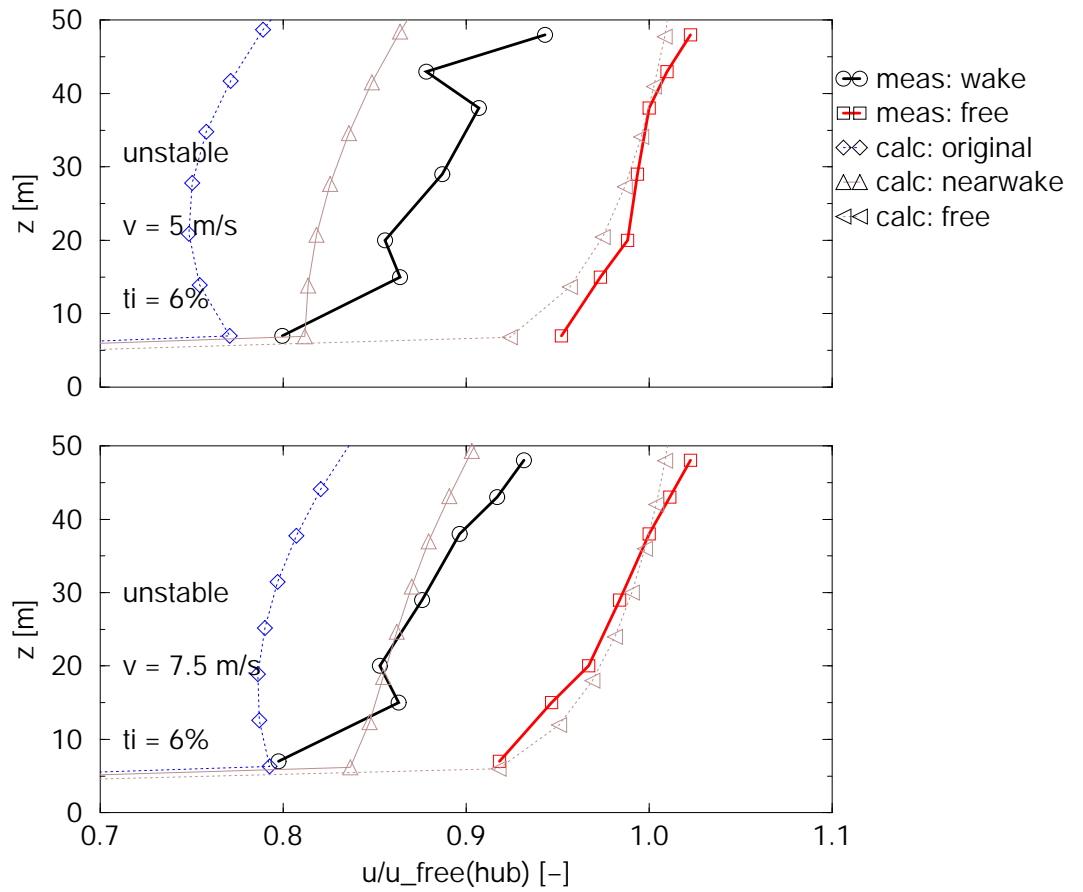 50
40
30
20
10
0
z [m]
unstable
v = 5 m/s
ti = 6%
meas: wake
meas: free
calc: original
calc: nearwake
calc: free
50
40
30
20
10
0
z [m]
unstable
v = 7.5 m/s
ti = 6%
0.7 0.8 0.9 1.0 1.1
u/u_free(hub) [−]